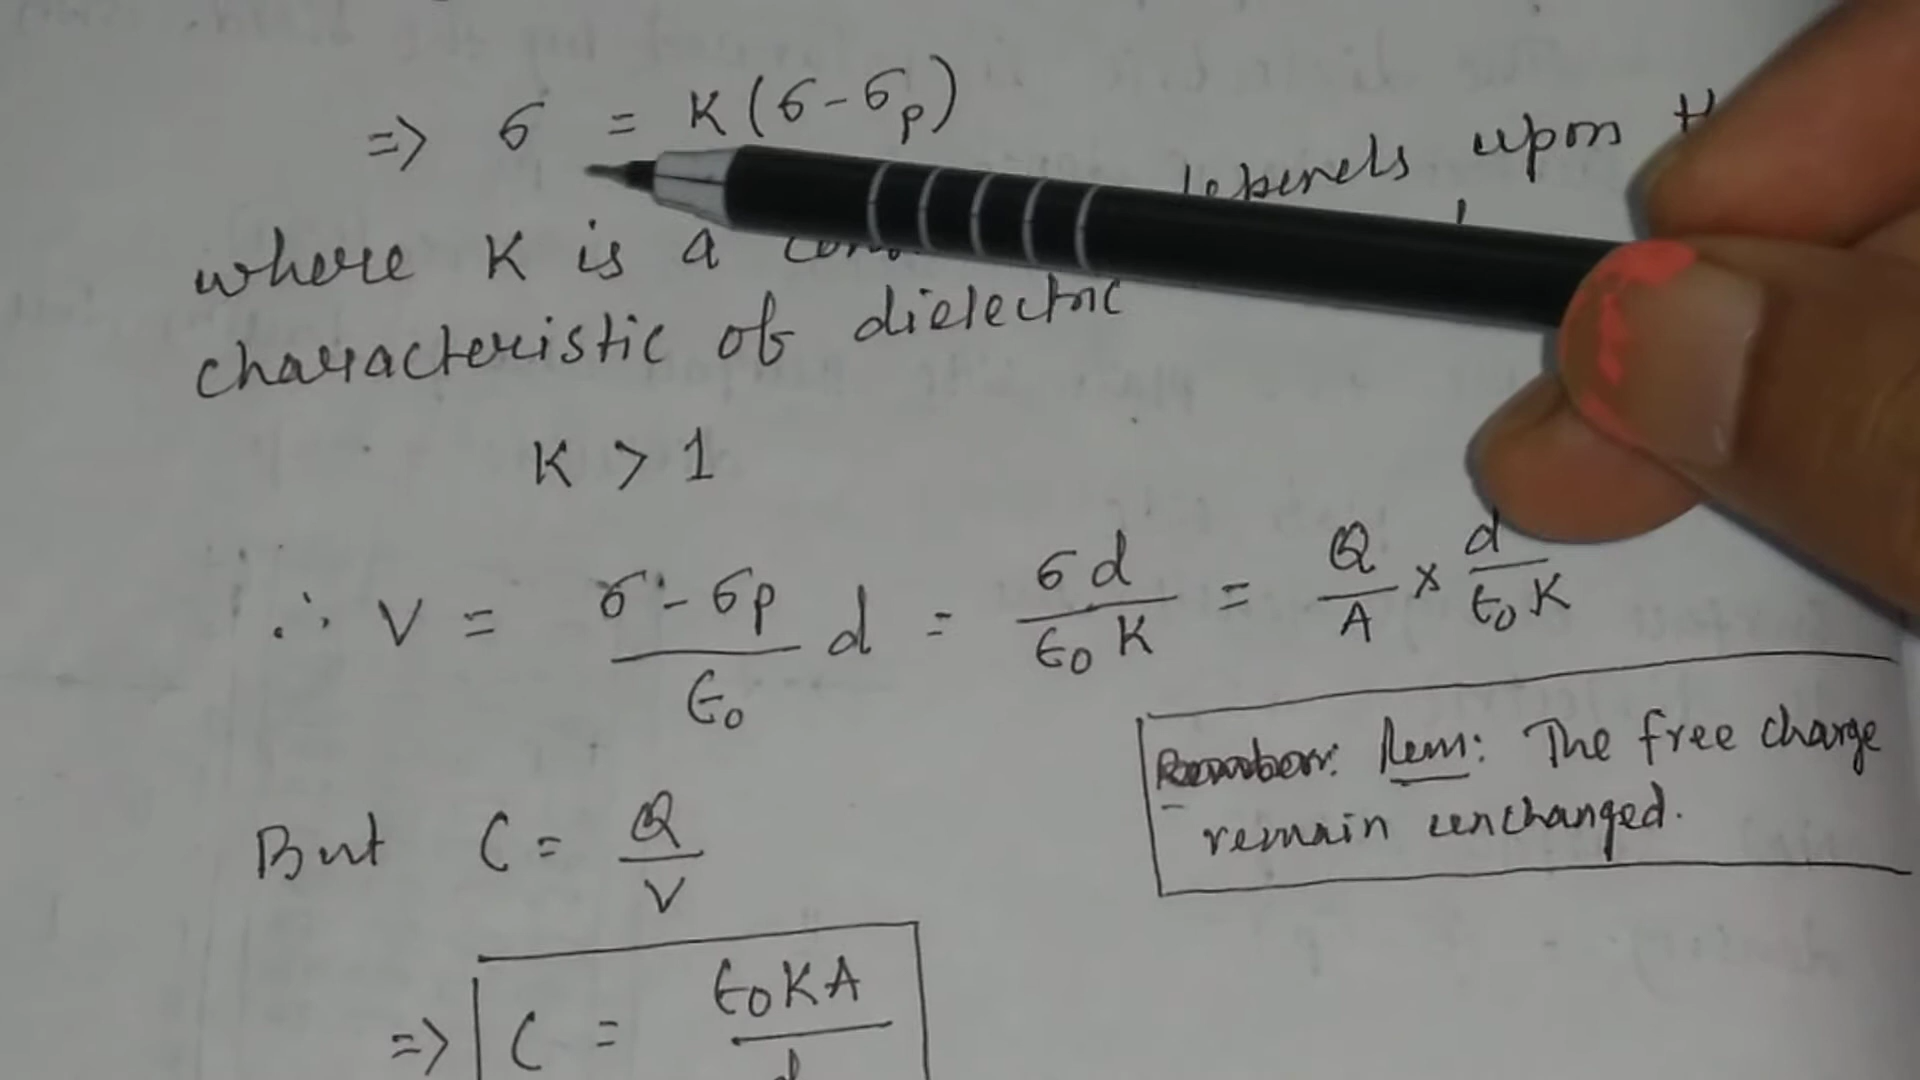 => σ = K(σ-σp)
upon
where K is a
characteristic of dielectric
K > 1
∴ V = σ-σp/ϵ0 d = σd/ϵ0K = Q/A × d/ϵ0K
Rem: The free charge
remain unchanged.
But C = Q/V
=> C = ϵ0KA/d